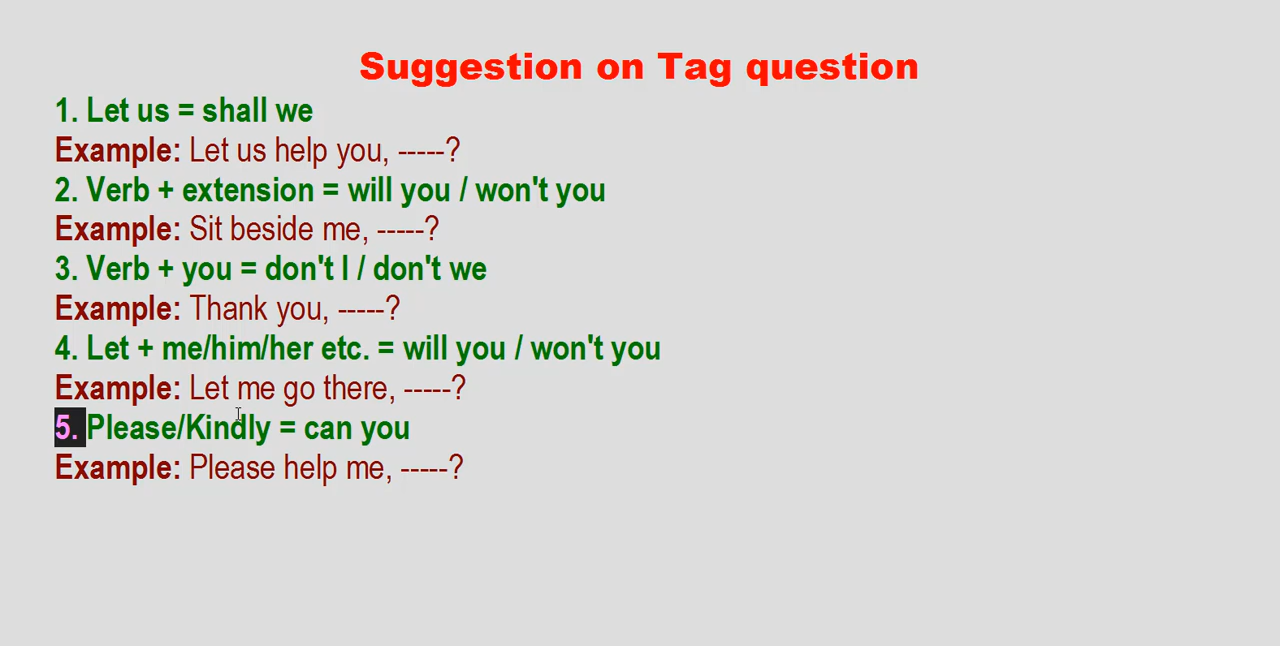 Suggestion on Tag question
1. Let us = shall we
Example: Let us help you, -----?
2. Verb + extension = will you / won't you
Example: Sit beside me, -----?
3. Verb + you = don't I / don't we
Example: Thank you, -----?
4. Let + me/him/her etc. = will you / won't you
Example: Let me go there, -----?
5. Please/Kindly = can you
Example: Please help me, -----?